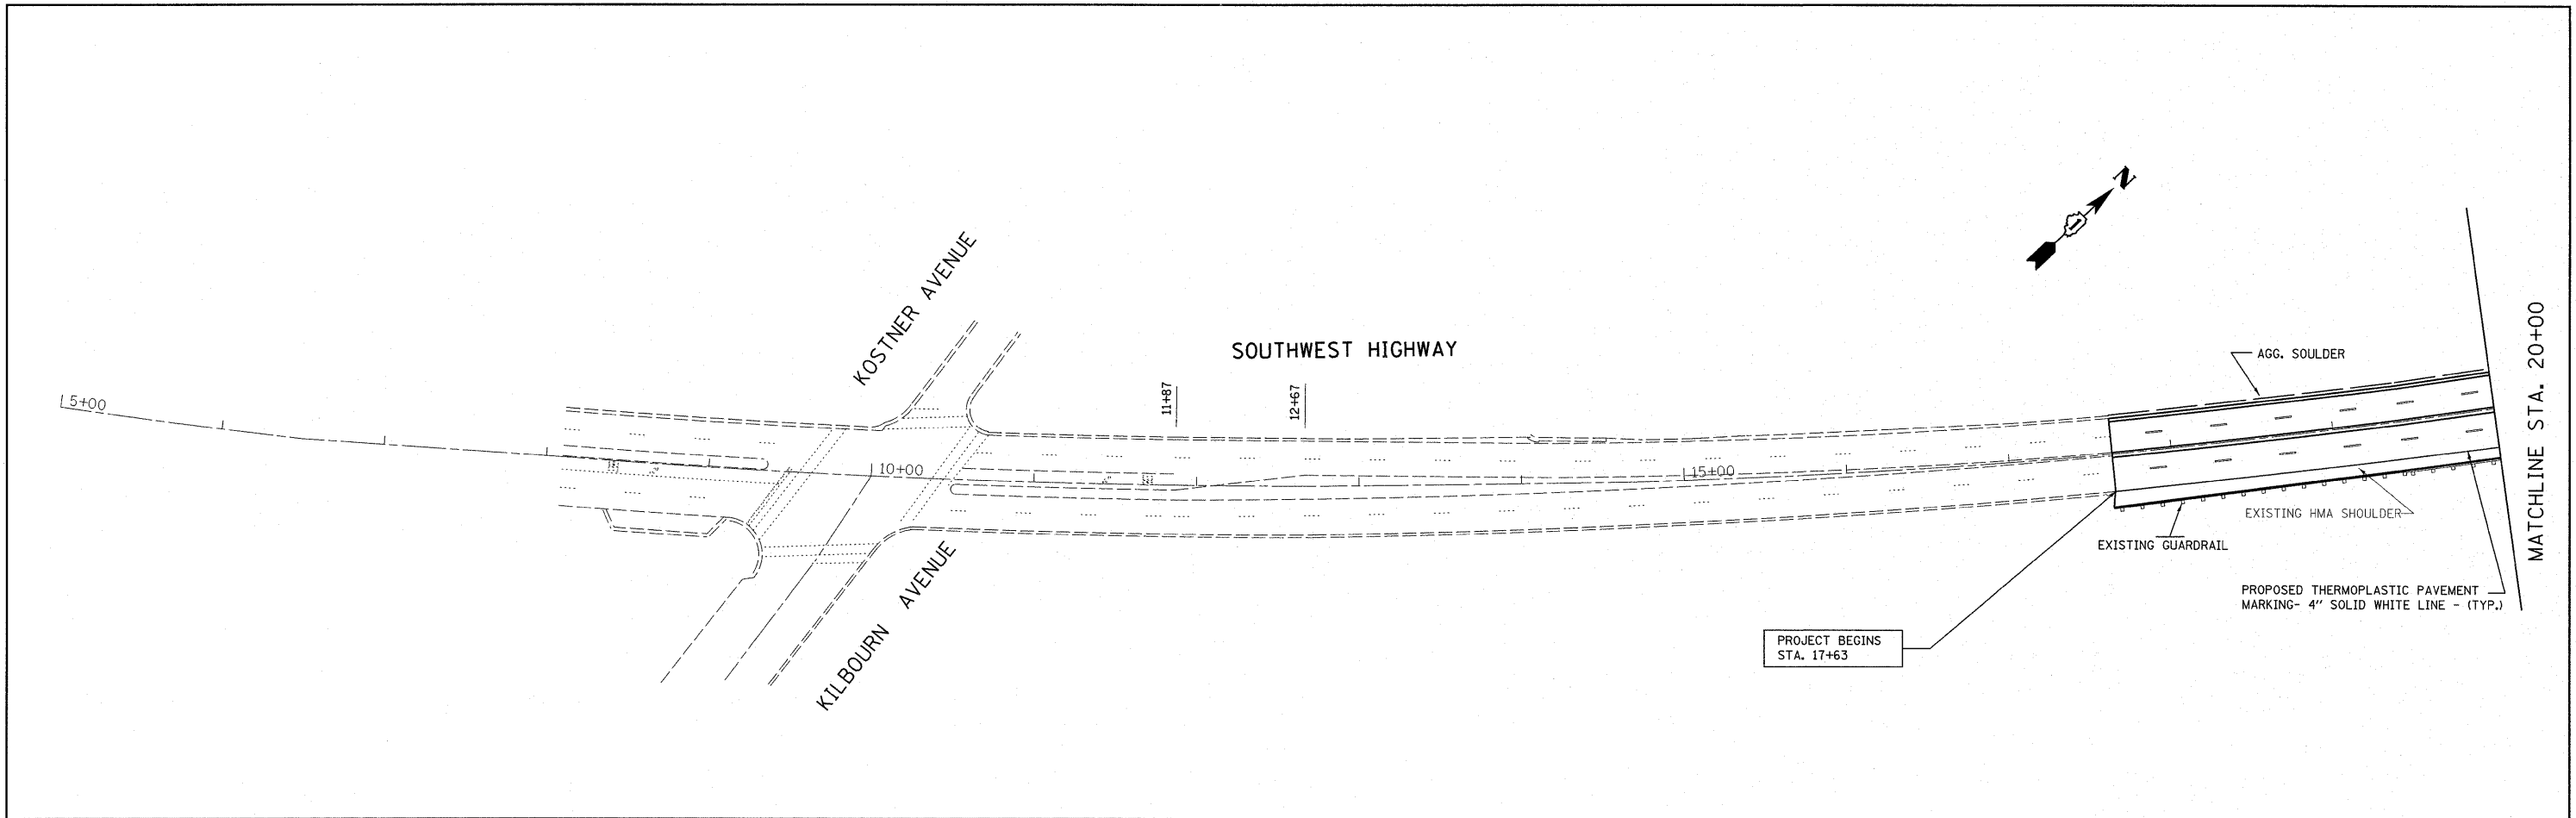 N
KOSTNER AVENUE
SOUTHWEST HIGHWAY
MATCHLINE STA. 20+00
AGG. SOULDER
11+87
12+67
5+00
10+00
15+00
EXISTING HMA SHOULDER
EXISTING GUARDRAIL
KILBOURN AVENUE
PROPOSED THERMOPLASTIC PAVEMENT
MARKING- 4" SOLID WHITE LINE - (TYP.)
PROJECT BEGINS
STA. 17+63